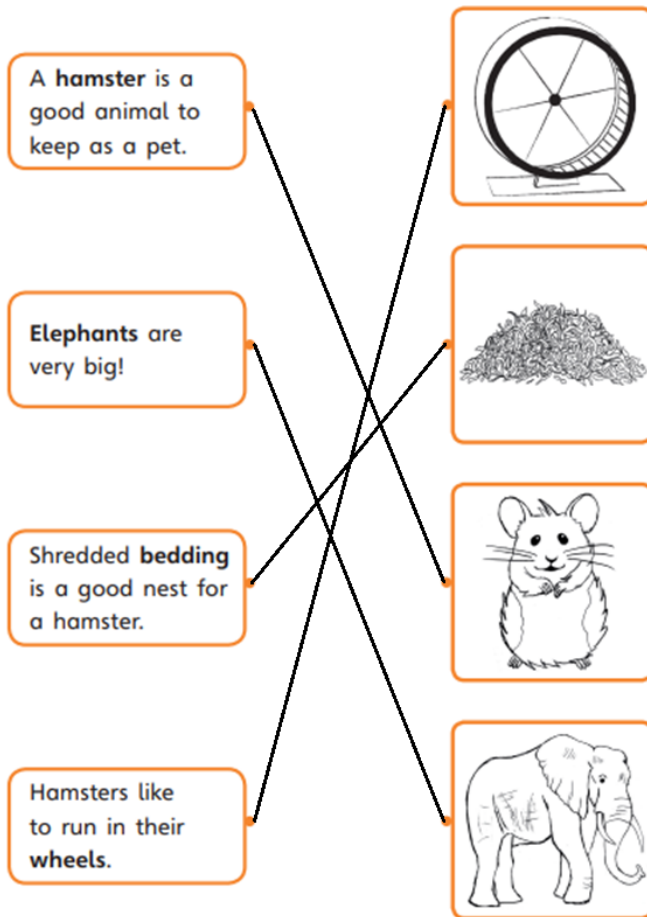 A hamster is a
good animal to
keep as a pet.
Elephants are
very big!
Shredded bedding
is a good nest for
a hamster.
Hamsters like
to run in their
wheels.